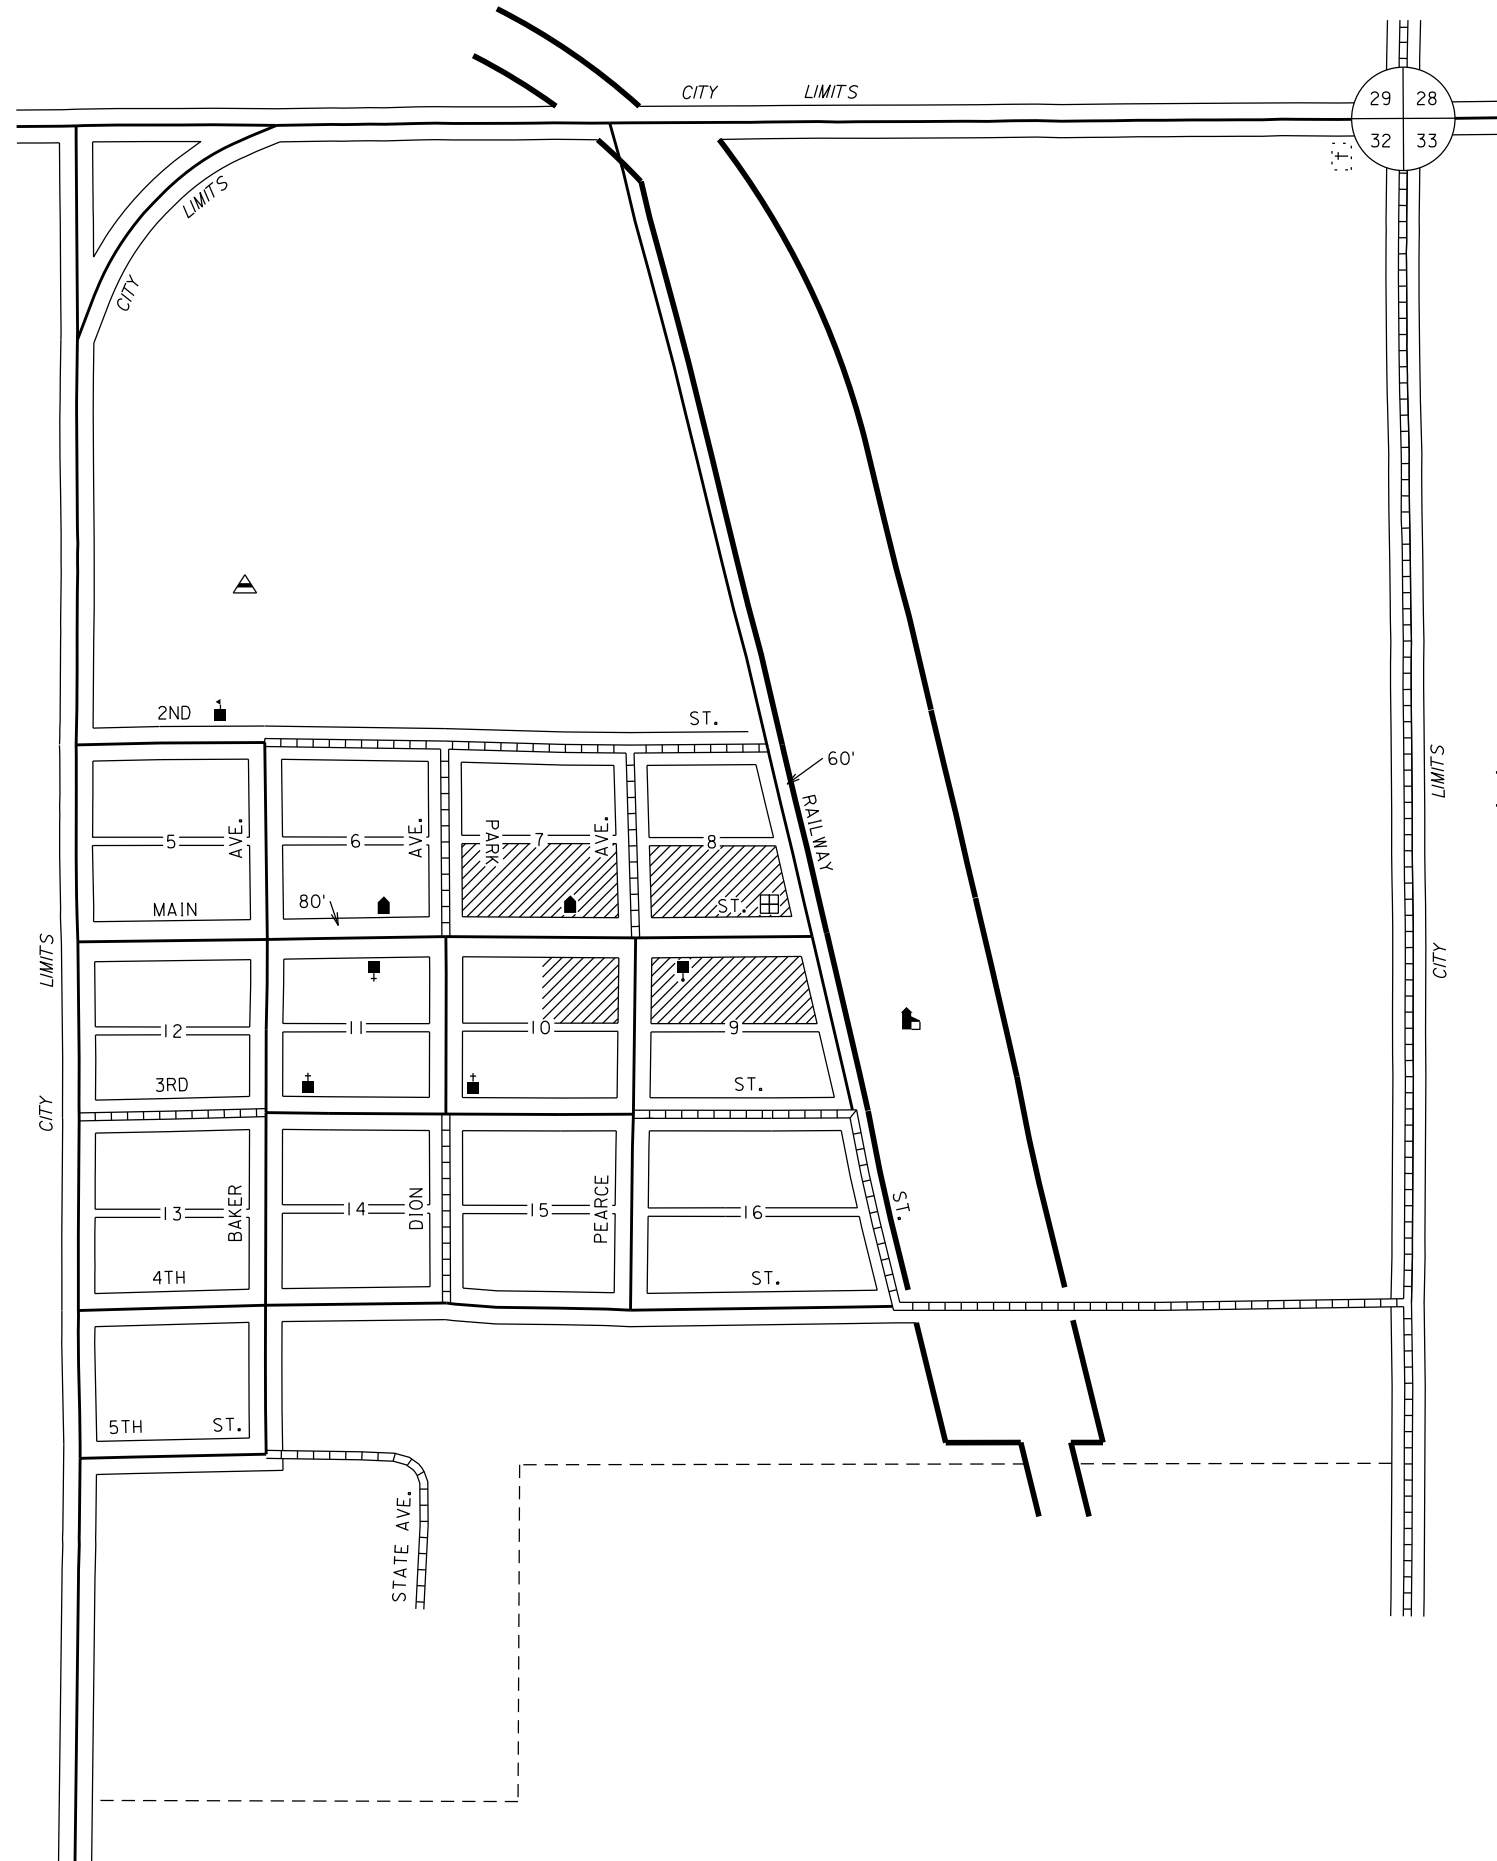 CITY LIMITS
29 28
32 33
CITY LIMITS
2ND ST.
60'
RAILWAY ST.
LIMITS
CITY
5 AVE. 6 AVE. PARK 7 AVE. 8
80'
MAIN ST.
LIMITS
CITY
12 11 10 9
3RD ST.
13 BAKER 14 DION 15 PEARCE 16
4TH ST.
5TH ST.
STATE AVE.